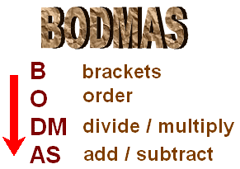 BODMAS
B brackets
O order
DM divide / multiply
AS add / subtract